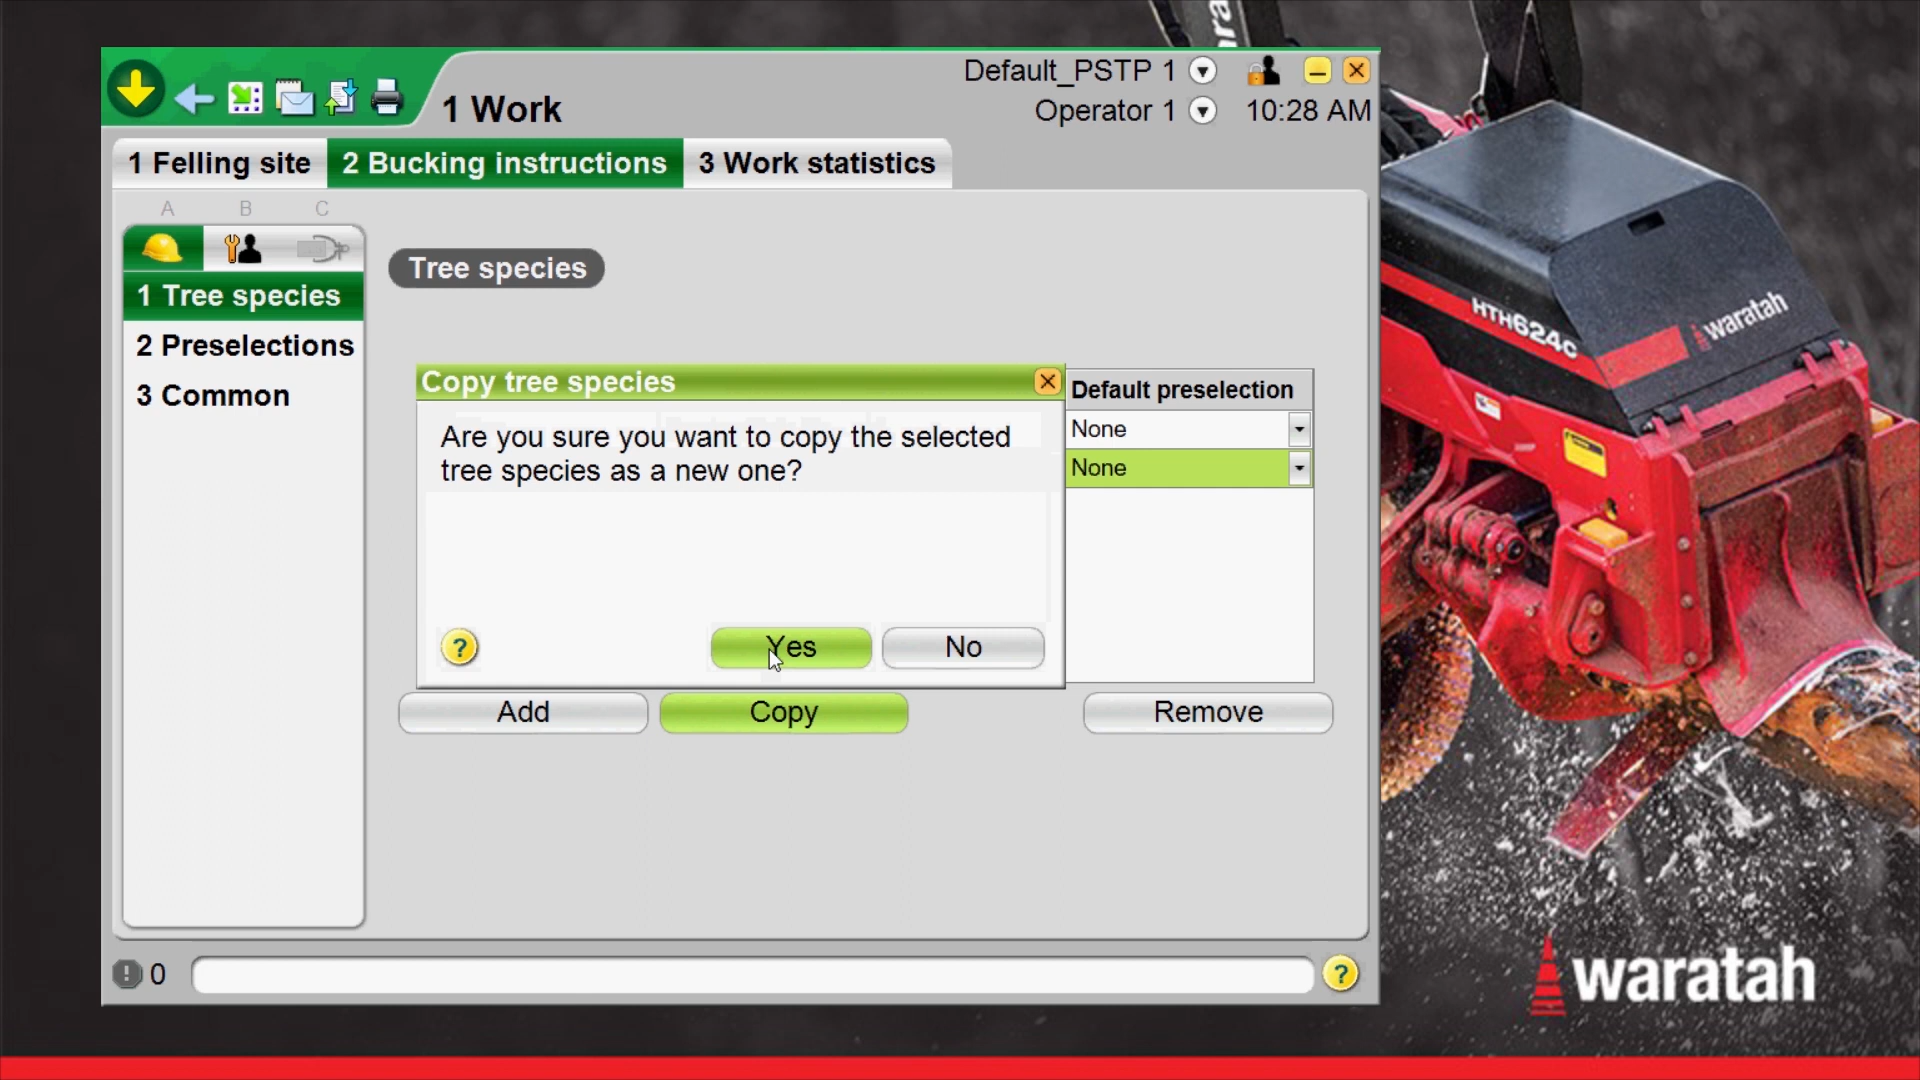 Default_PSTP 1
1 Work
Operator 1
10:28 AM
1 Felling site
2 Bucking instructions
3 Work statistics
A
B
C
1 Tree species
2 Preselections
3 Common
Tree species
Copy tree species
Are you sure you want to copy the selected
tree species as a new one?
Default preselection
None
None
?
Yes
No
Add
Copy
Remove
! 0
?
HTH624C
waratah
waratah